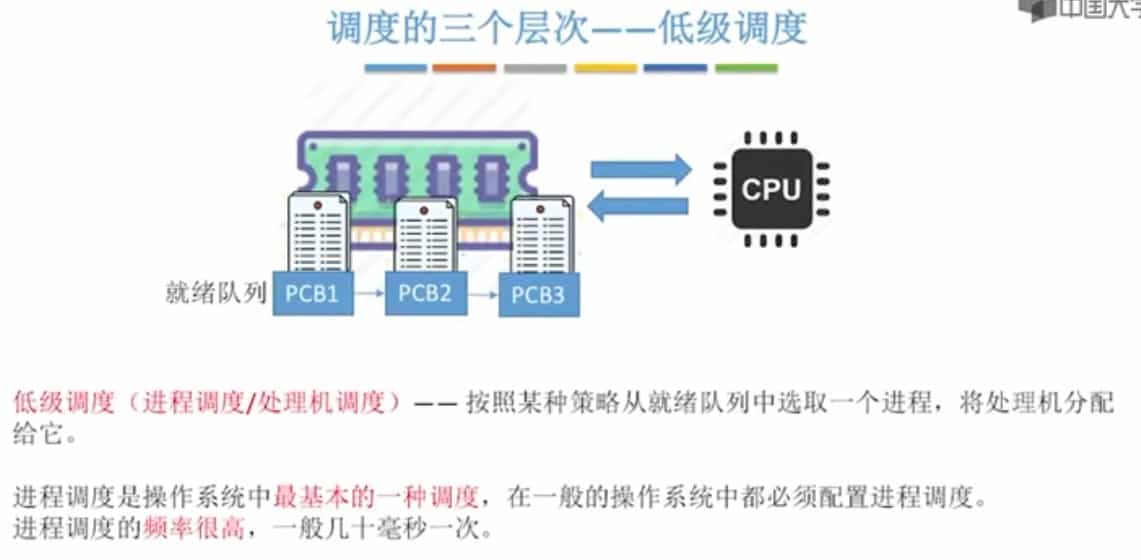 中国大学
调度的三个层次——低级调度
CPU
就绪队列 PCB1 PCB2 PCB3
低级调度（进程调度/处理机调度）—— 按照某种策略从就绪队列中选取一个进程，将处理机分配
给它。
进程调度是操作系统中最基本的一种调度，在一般的操作系统中都必须配置进程调度。
进程调度的频率很高，一般几十毫秒一次。